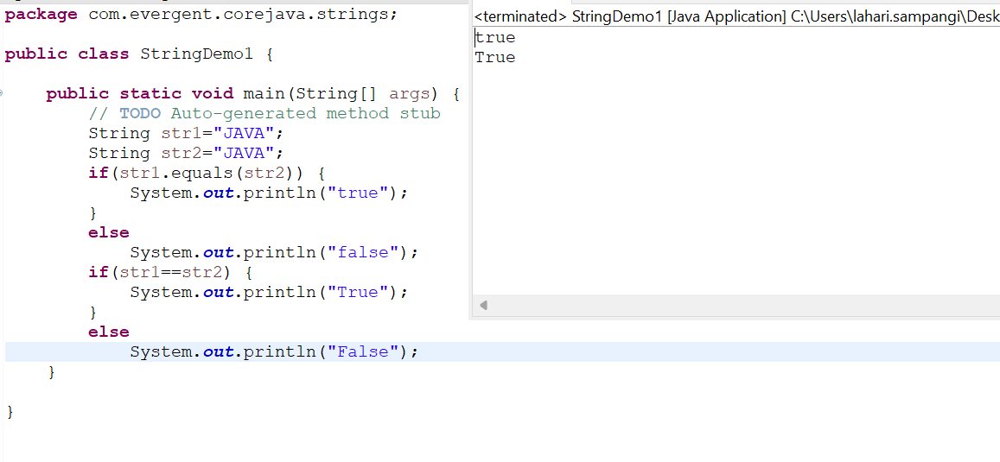 package com.evergent.corejava.strings;
public class StringDemo1 {
public static void main(String[] args) {
// TODO Auto-generated method stub
String str1="JAVA";
String str2="JAVA";
if(str1.equals(str2)) {
System.out.println("true");
}
else
System.out.println("false");
if(str1==str2) {
System.out.println("True");
}
else
System.out.println("False");
}
}
<terminated> StringDemo1 [Java Application] C:\Users\lahari.sampangi\Desk
true
True